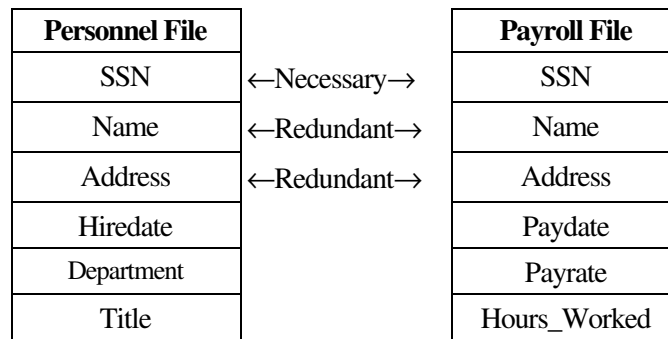 Personnel File Payroll File
SSN ←Necessary→ SSN
Name ←Redundant→ Name
Address ←Redundant→ Address
Hiredate Paydate
Department Payrate
Title Hours_Worked